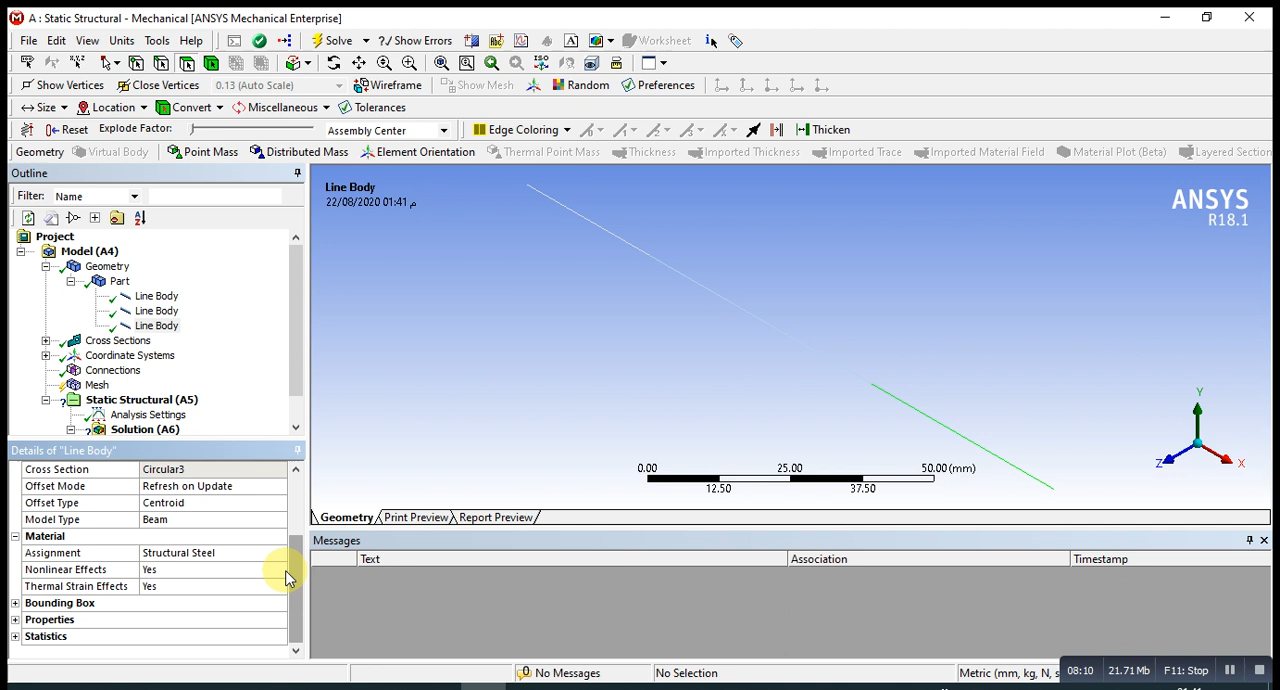 A : Static Structural - Mechanical [ANSYS Mechanical Enterprise]
File Edit View Units Tools Help Solve ?/ Show Errors Worksheet
Show Vertices Close Vertices 0.13 (Auto Scale) Wireframe Show Mesh Random Preferences
Size Location Convert Miscellaneous Tolerances
Reset Explode Factor: Assembly Center Edge Coloring Thicken
Geometry Virtual Body Point Mass Distributed Mass Element Orientation Thermal Point Mass Thickness Imported Thickness Imported Trace Imported Material Field Material Plot (Beta) Layered Section
Outline
Filter: Name
Project
Model (A4)
Geometry
Part
Line Body
Line Body
Line Body
Cross Sections
Coordinate Systems
Connections
Mesh
Static Structural (A5)
Analysis Settings
Solution (A6)
Details of "Line Body"
Cross Section Circular3
Offset Mode Refresh on Update
Offset Type Centroid
Model Type Beam
Material
Assignment Structural Steel
Nonlinear Effects Yes
Thermal Strain Effects Yes
Bounding Box
Properties
Statistics
Line Body
22/08/2020 01:41 م
ANSYS
R18.1
0.00 25.00 50.00 (mm)
12.50 37.50
Y
Z X
Geometry Print Preview Report Preview
Messages
Text Association Timestamp
No Messages No Selection Metric (mm, kg, N, s
08:10 21.71 Mb F11: Stop